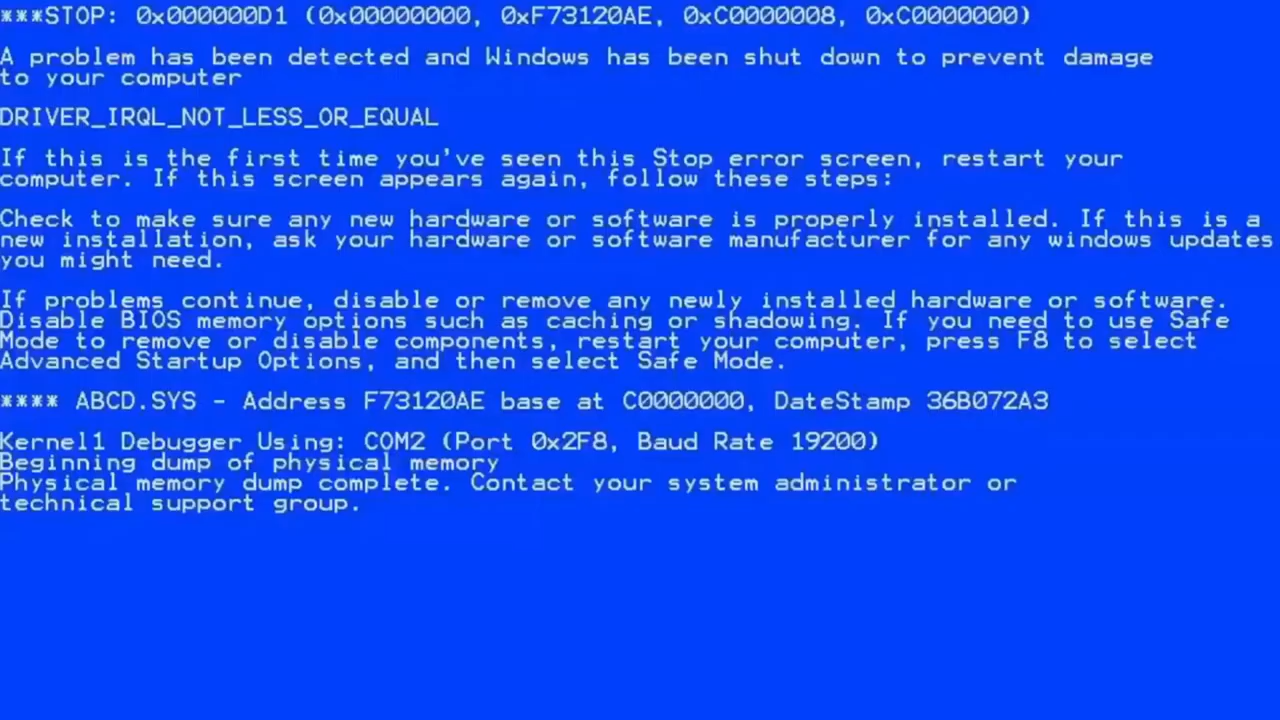 ***STOP: 0x000000D1 (0x00000000, 0xF73120AE, 0xC0000008, 0xC0000000)
A problem has been detected and Windows has been shut down to prevent damage
to your computer
DRIVER_IRQL_NOT_LESS_OR_EQUAL
If this is the first time you've seen this Stop error screen, restart your
computer. If this screen appears again, follow these steps:
Check to make sure any new hardware or software is properly installed. If this is a
new installation, ask your hardware or software manufacturer for any windows updates
you might need.
If problems continue, disable or remove any newly installed hardware or software.
Disable BIOS memory options such as caching or shadowing. If you need to use Safe
Mode to remove or disable components, restart your computer, press F8 to select
Advanced Startup Options, and then select Safe Mode.
**** ABCD.SYS - Address F73120AE base at C0000000, DateStamp 36B072A3
Kernel1 Debugger Using: COM2 (Port 0x2F8, Baud Rate 19200)
Beginning dump of physical memory
Physical memory dump complete. Contact your system administrator or
technical support group.